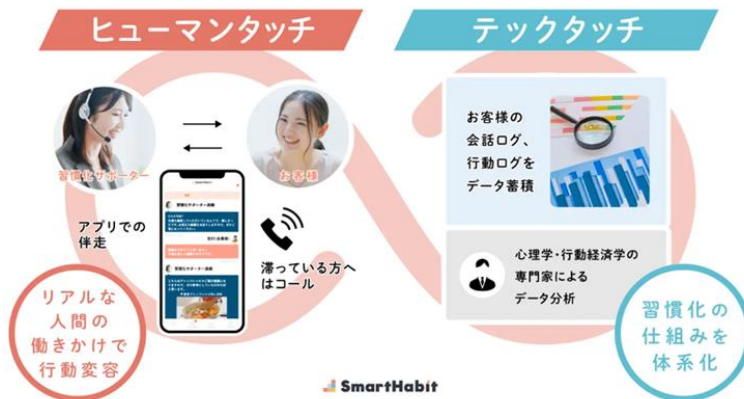 ヒューマンタッチ
テックタッチ
習慣化サポーター
お客様
アプリでの
伴走
滞っている方へ
はコール
リアルな
人間の
働きかけで
行動変容
お客様の
会話ログ、
行動ログを
データ蓄積
心理学・行動経済学の
専門家による
データ分析
習慣化の
仕組みを
体系化
SmartHabit